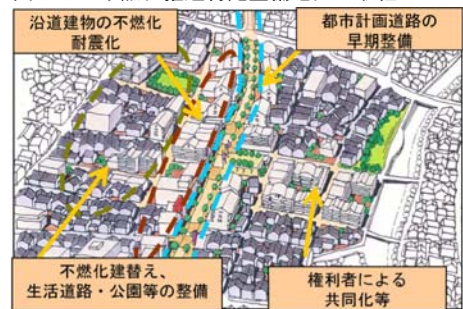 沿道建物の不燃化
耐震化
都市計画道路の
早期整備
不燃化建替え、
生活道路・公園等の整備
権利者による
共同化等